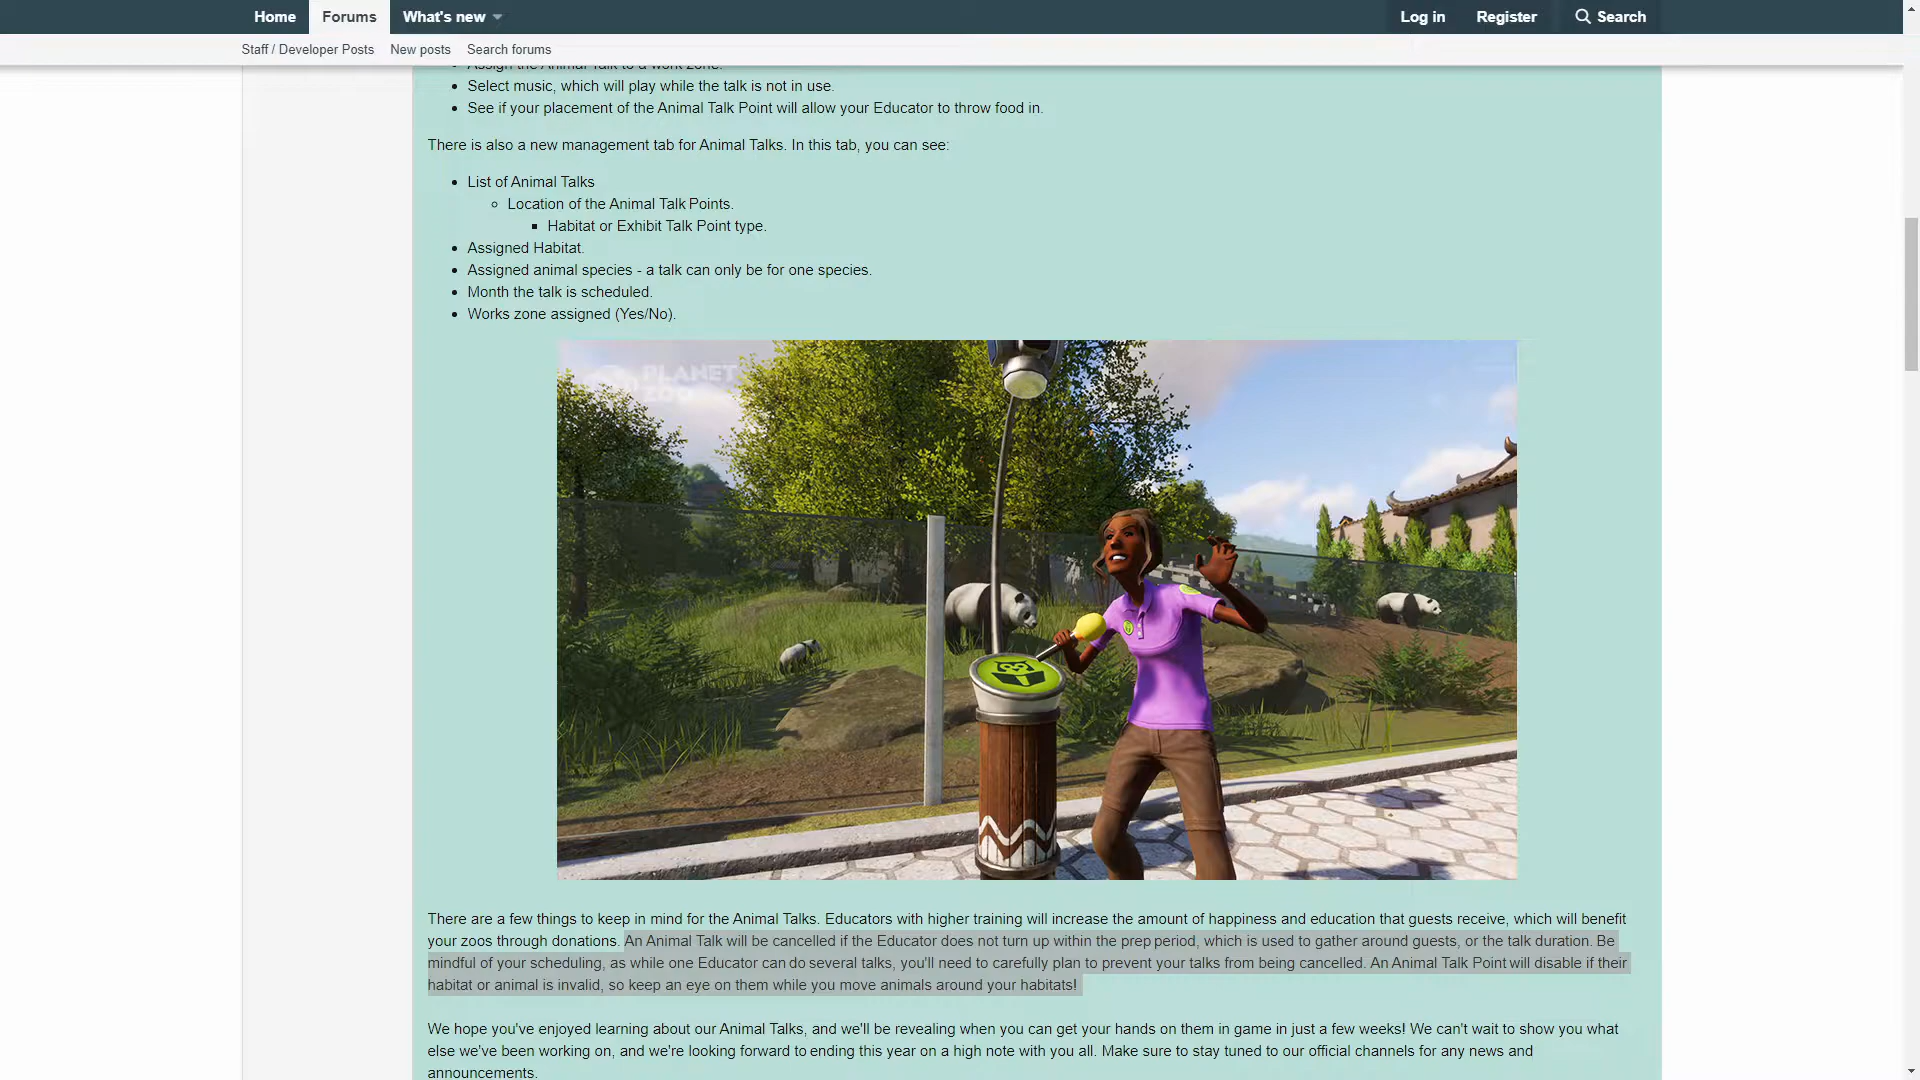 Home Forums What's new Log in Register Search
Staff / Developer Posts New posts Search forums
Assign the Animal Talk to a work zone.
Select music, which will play while the talk is not in use.
See if your placement of the Animal Talk Point will allow your Educator to throw food in.
There is also a new management tab for Animal Talks. In this tab, you can see:
List of Animal Talks
Location of the Animal Talk Points.
Habitat or Exhibit Talk Point type.
Assigned Habitat.
Assigned animal species - a talk can only be for one species.
Month the talk is scheduled.
Works zone assigned (Yes/No).
PLANET
ZOO
There are a few things to keep in mind for the Animal Talks. Educators with higher training will increase the amount of happiness and education that guests receive, which will benefit
your zoos through donations. An Animal Talk will be cancelled if the Educator does not turn up within the prep period, which is used to gather around guests, or the talk duration. Be
mindful of your scheduling, as while one Educator can do several talks, you'll need to carefully plan to prevent your talks from being cancelled. An Animal Talk Point will disable if their
habitat or animal is invalid, so keep an eye on them while you move animals around your habitats!
We hope you've enjoyed learning about our Animal Talks, and we'll be revealing when you can get your hands on them in game in just a few weeks! We can't wait to show you what
else we've been working on, and we're looking forward to ending this year on a high note with you all. Make sure to stay tuned to our official channels for any news and
announcements.